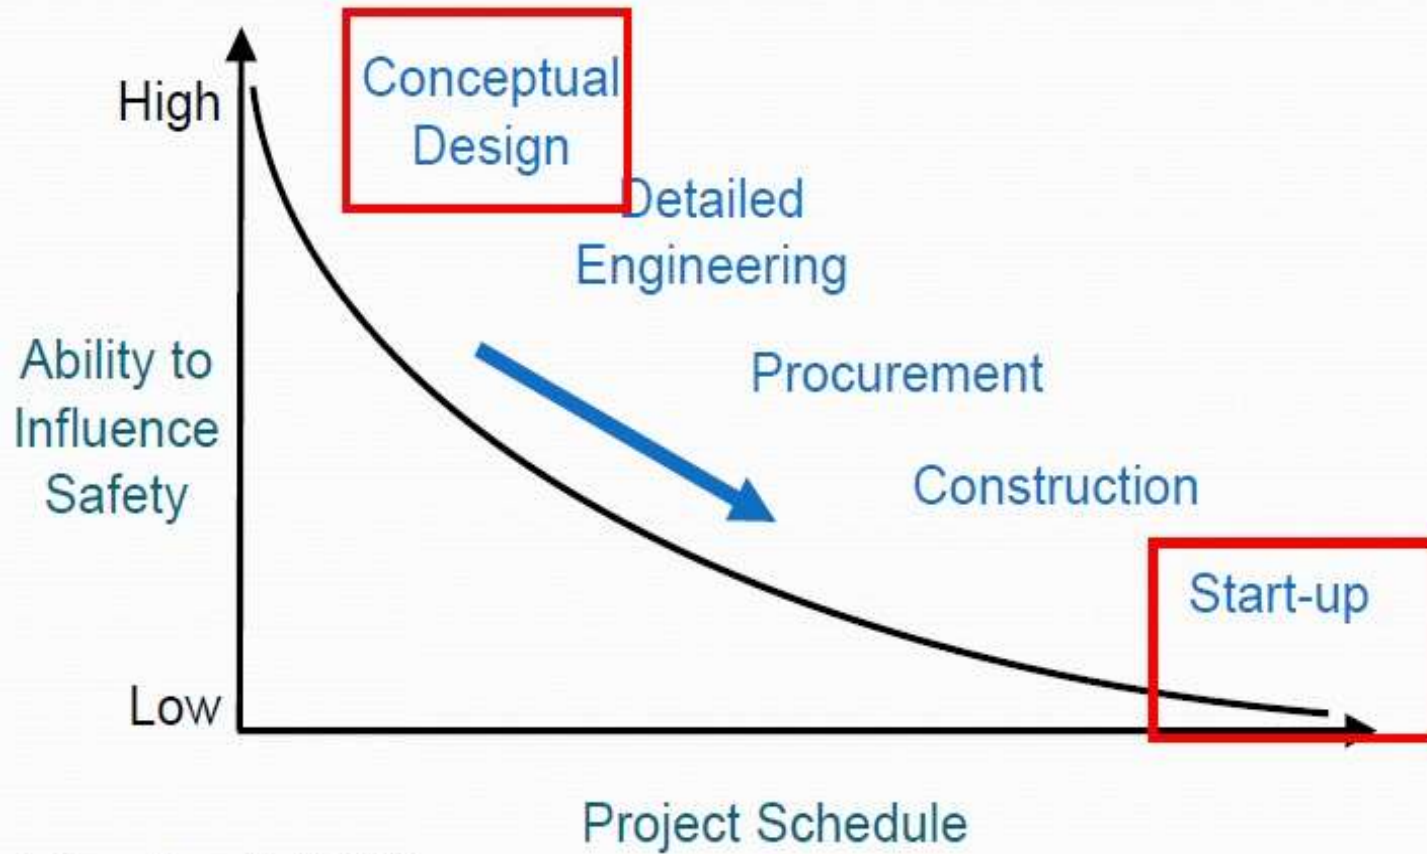 High
Conceptual
Design
Detailed
Engineering
Ability to
Influence
Safety
Procurement
Construction
Start-up
Low
Project Schedule